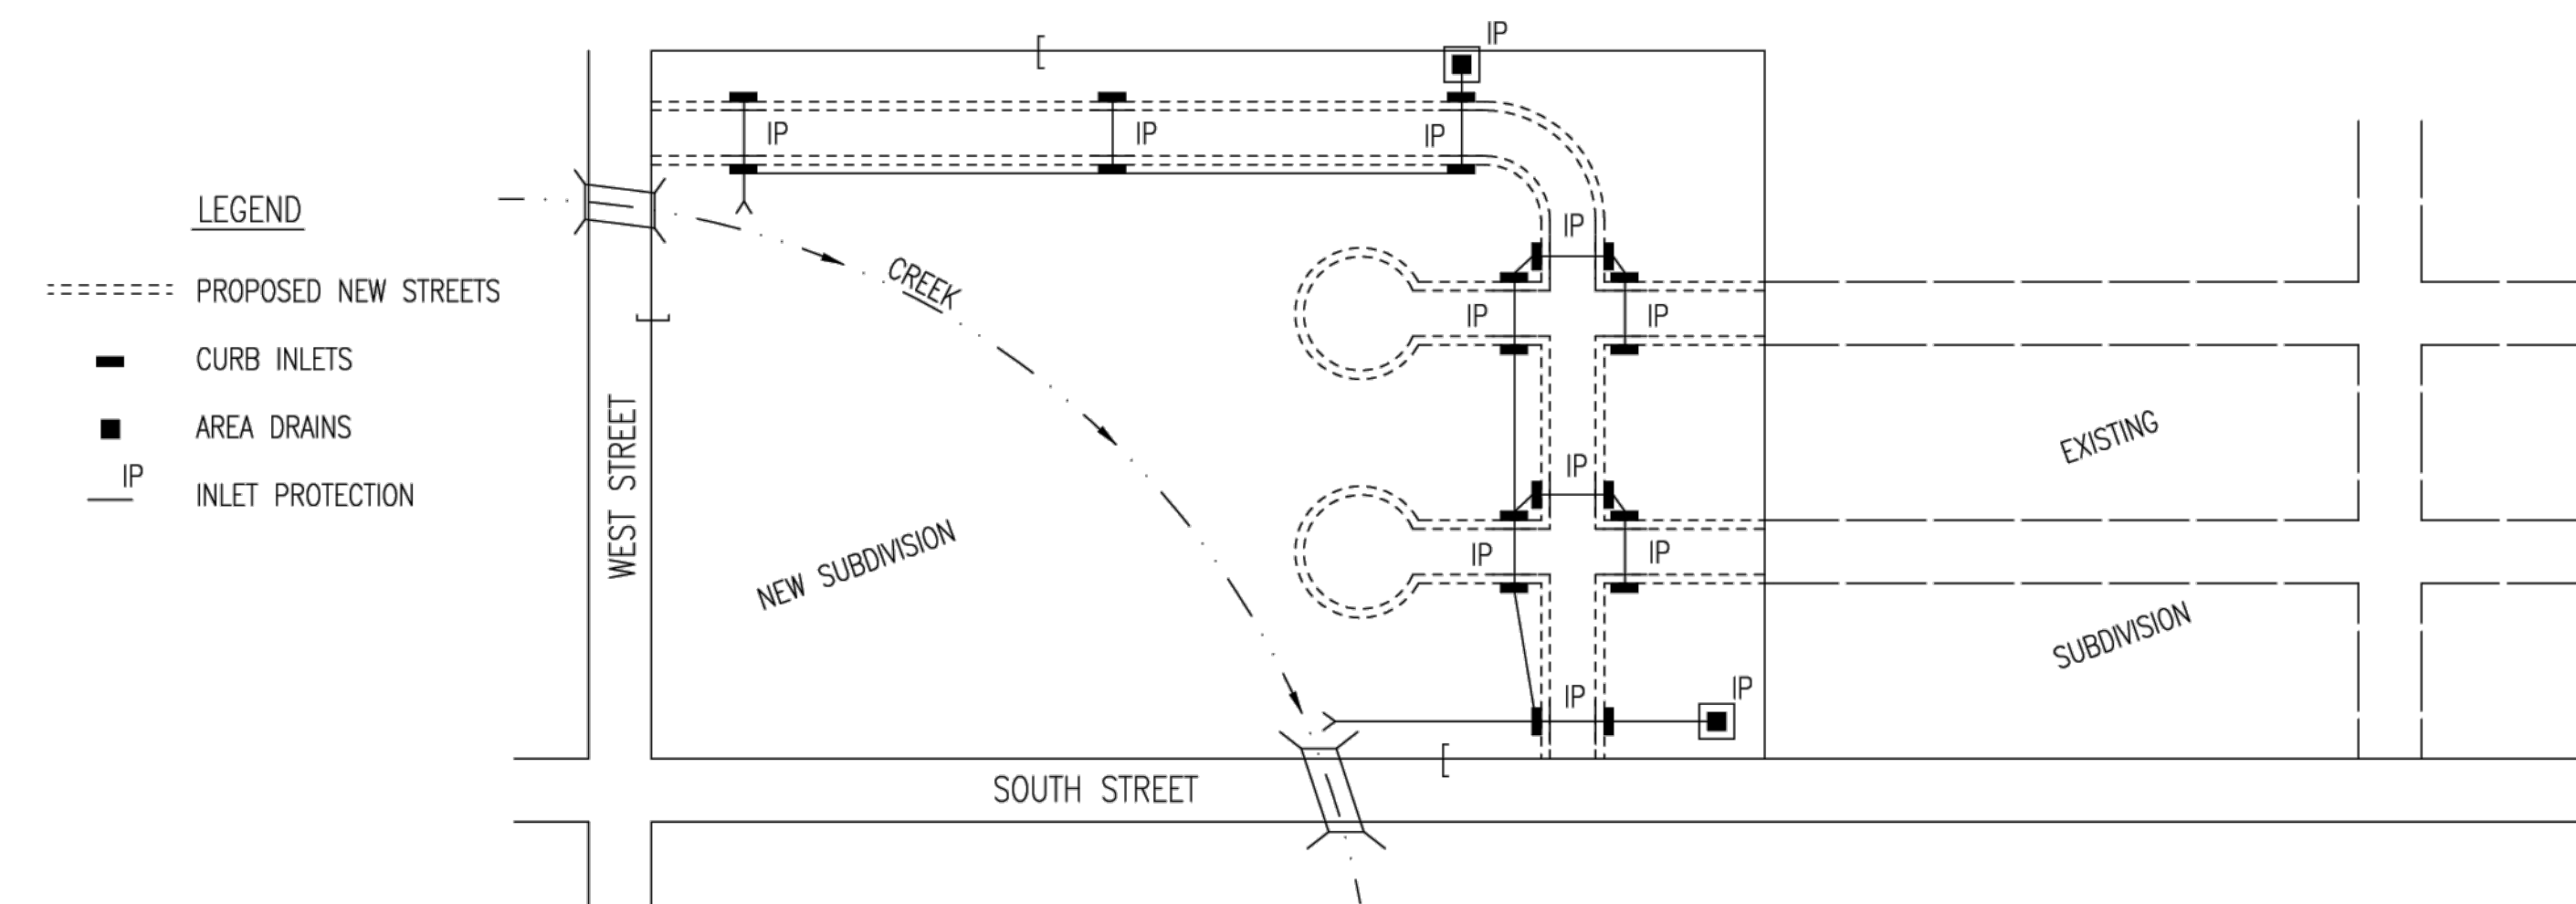 IP
IP
IP
IP
LEGEND
IP
CREEK
PROPOSED NEW STREETS
IP
IP
CURB INLETS
WEST STREET
AREA DRAINS
EXISTING
IP
IP
INLET PROTECTION
NEW SUBDIVISION
IP
IP
SUBDIVISION
IP
IP
SOUTH STREET